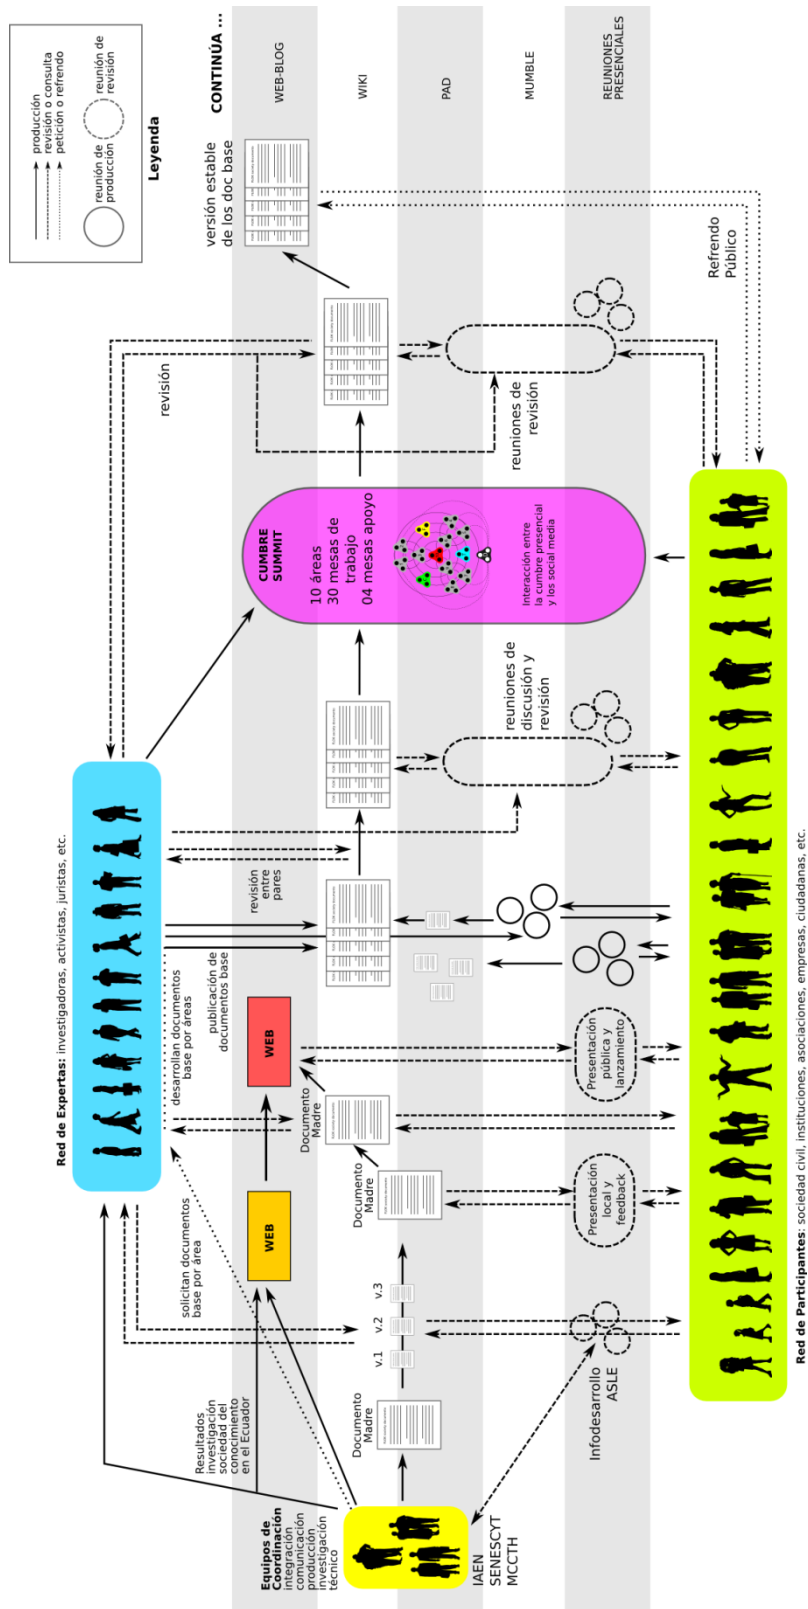 Leyenda
producción
revisión o consulta
petición o refrendo
reunión de
producción
reunión de
revisión
CONTINÚA ...
WEB-BLOG
WIKI
PAD
MUMBLE
REUNIONES
PRESENCIALES
Red de Expertas: investigadoras, activistas, juristas, etc.
Equipos de
Coordinación
integración
comunicación
producción
investigación
técnico
IAEN
SENESCYT
MCCTH
Resultados
investigación
sociedad del
conocimiento
en el Ecuador
solicitan documentos
base por área
desarrollan documentos
base por áreas
publicación de
documentos base
revisión
entre
pares
revisión
WEB
WEB
Documento
Madre
v.1
v.2
v.3
Documento
Madre
Documento
Madre
Infodesarrollo
ASLE
Presentación
local y
feedback
Presentación
pública y
lanzamiento
reuniones de
discusión y
revisión
CUMBRE
SUMMIT
10 áreas
30 mesas de
trabajo
04 mesas apoyo
Interacción entre
la cumbre presencial
y los social media
reuniones de
revisión
versión estable
de los doc base
Refrendo
Público
Red de Participantes: sociedad civil, instituciones, asociaciones, empresas, ciudadanas, etc.